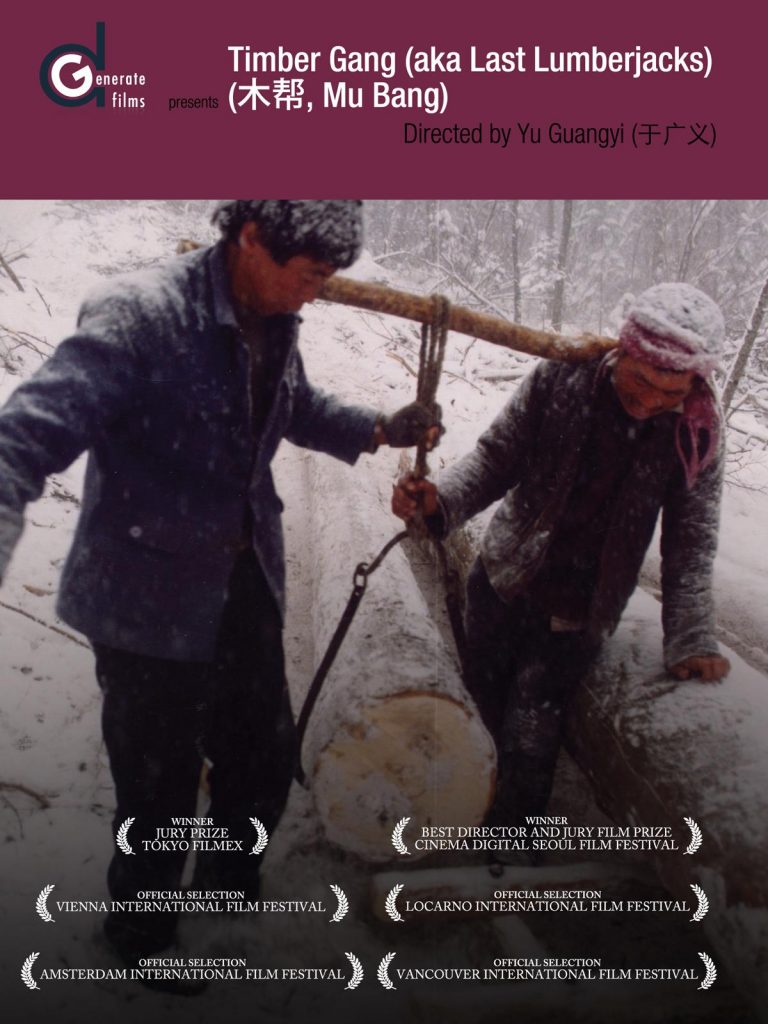 dGenerate
films
presents
Timber Gang (aka Last Lumberjacks)
(木帮, Mu Bang)
Directed by Yu Guangyi (于广义)
WINNER
JURY PRIZE
TOKYO FILMEX
WINNER
BEST DIRECTOR AND JURY FILM PRIZE
CINEMA DIGITAL SEOUL FILM FESTIVAL
OFFICIAL SELECTION
VIENNA INTERNATIONAL FILM FESTIVAL
OFFICIAL SELECTION
LOCARNO INTERNATIONAL FILM FESTIVAL
OFFICIAL SELECTION
AMSTERDAM INTERNATIONAL FILM FESTIVAL
OFFICIAL SELECTION
VANCOUVER INTERNATIONAL FILM FESTIVAL